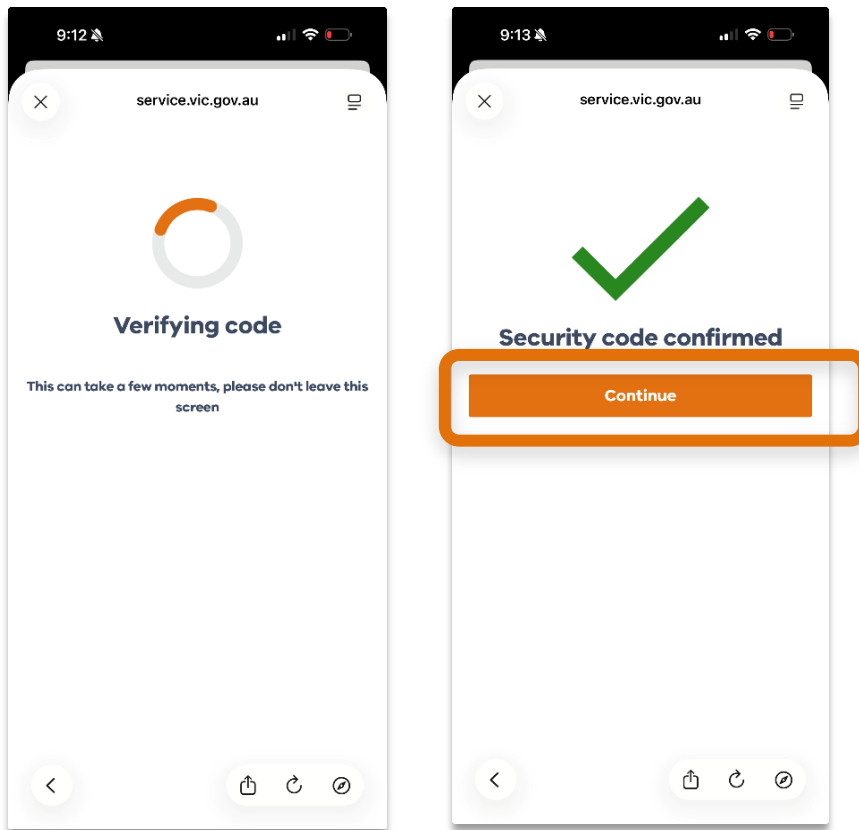 9:12
service.vic.gov.au
Verifying code
This can take a few moments, please don't leave this
screen
9:13
service.vic.gov.au
Security code confirmed
Continue